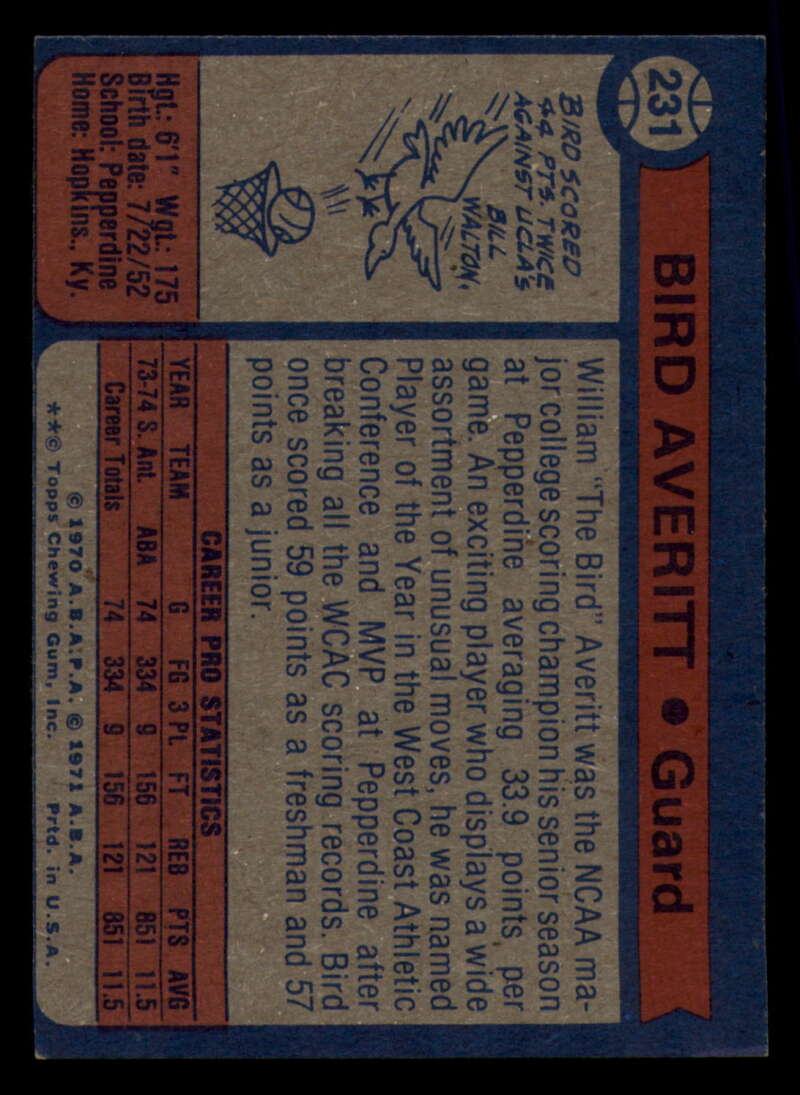 231
BIRD AVERITT • Guard
BIRD SCORED
44 PTS. TWICE
AGAINST UCLA'S
BILL
WALTON.
Hgt.: 6'1" Wgt.: 175
Birth date: 7/22/52
School: Pepperdine
Home: Hopkins., Ky.
William "The Bird" Averitt was the NCAA ma-
jor college scoring champion his senior season
at Pepperdine averaging 33.9 points per
game. An exciting player who displays a wide
assortment of unusual moves, he was named
Player of the Year in the West Coast Athletic
Conference and MVP at Pepperdine after
breaking all the WCAC scoring records. Bird
once scored 59 points as a freshman and 57
points as a junior.
CAREER PRO STATISTICS
YEAR TEAM G FG 3 PL FT REB PTS AVG
73-74 S. Ant. ABA 74 334 9 156 121 851 11.5
Career Totals 74 334 9 156 121 851 11.5
© 1970 A.B.A.P.A. © 1971 A.B.A.
**© Topps Chewing Gum, Inc. Prtd. in U.S.A.